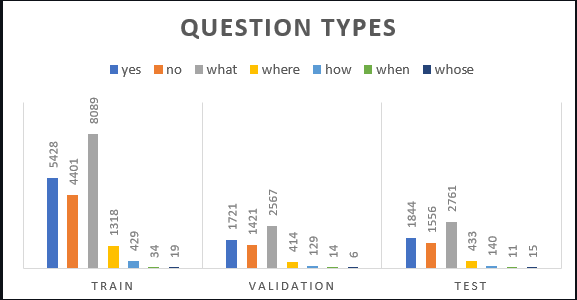 QUESTION TYPES
yes no what where how when whose
5428 4401 8089 1318 429 34 19
1721 1421 2567 414 129 14 6
1844 1556 2761 433 140 11 15
TRAIN VALIDATION TEST